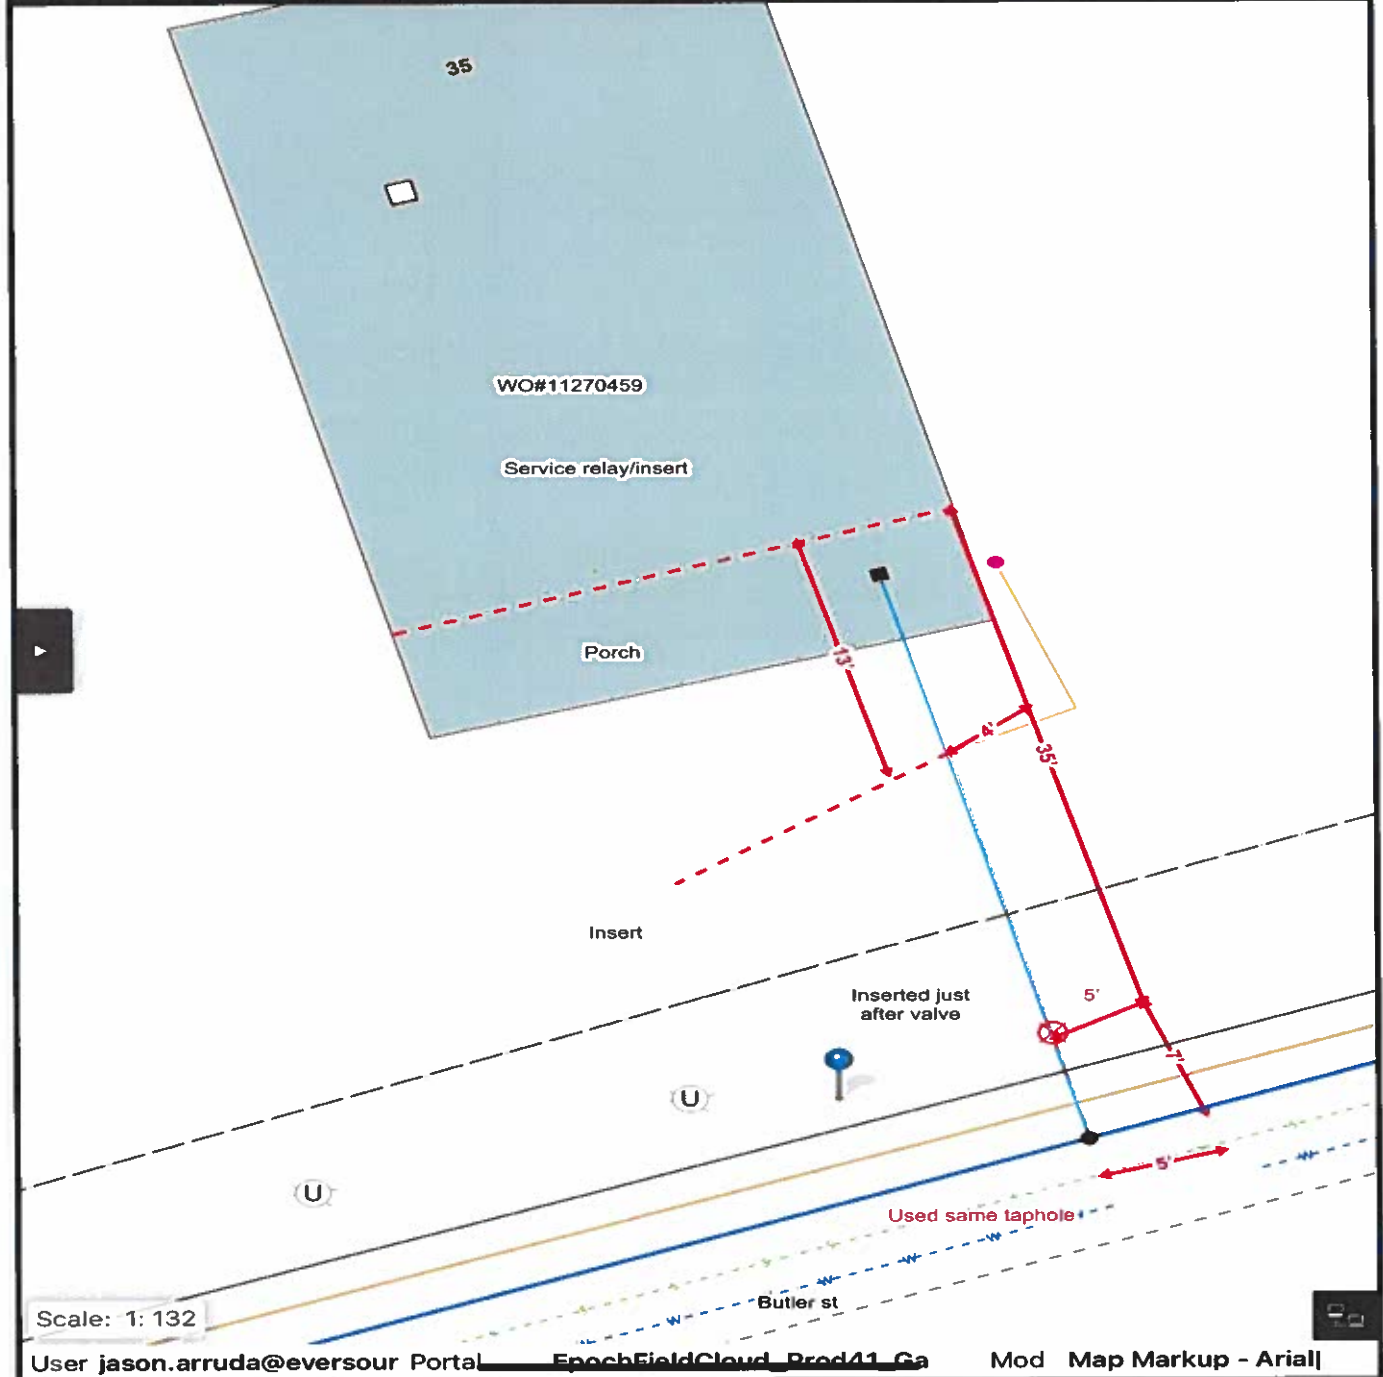 35
WO#11270459
Service relay/insert
Porch
13'
4'
35'
Insert
Inserted just
after valve
5'
7'
U
U
5'
Used same taphole
W
W
W
W
W
Butler st
Scale: 1: 132
User jason.arruda@eversour Portal EpochFieldCloud_Prod41_Ga Mod Map Markup - Arial